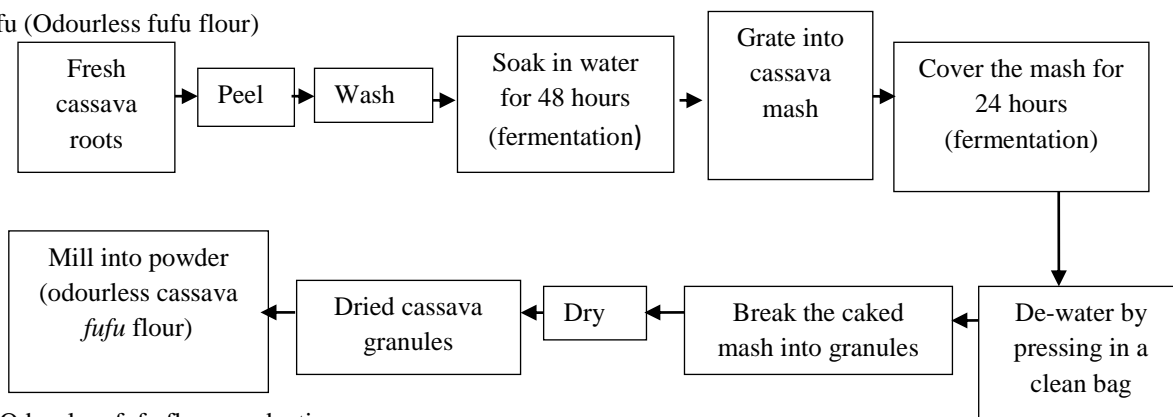 (Odourless fufu flour)
Fresh
cassava
roots
Peel
Wash
Soak in water
for 48 hours
(fermentation)
Grate into
cassava
mash
Cover the mash for
24 hours
(fermentation)
De-water by
pressing in a
clean bag
Break the caked
mash into granules
Dry
Dried cassava
granules
Mill into powder
(odourless cassava
fufu flour)